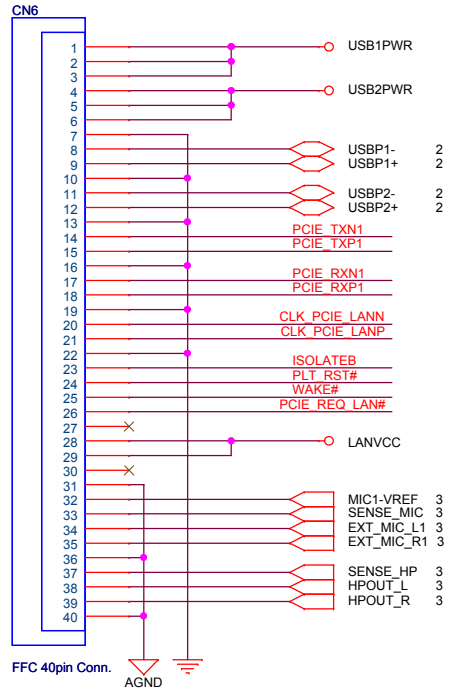 CN6
1 USB1PWR
2
3
4 USB2PWR
5
6
7
8 USBP1- 2
9 USBP1+ 2
10
11 USBP2- 2
12 USBP2+ 2
13
14 PCIE_TXN1
15 PCIE_TXP1
16
17 PCIE_RXN1
18 PCIE_RXP1
19
20 CLK_PCIE_LANN
21 CLK_PCIE_LANP
22
23 ISOLATEB
24 PLT_RST#
25 WAKE#
26 PCIE_REQ_LAN#
27
28 LANVCC
29
30
31
32 MIC1-VREF 3
33 SENSE_MIC 3
34 EXT_MIC_L1 3
35 EXT_MIC_R1 3
36
37 SENSE_HP 3
38 HPOUT_L 3
39 HPOUT_R 3
40
FFC 40pin Conn.
AGND